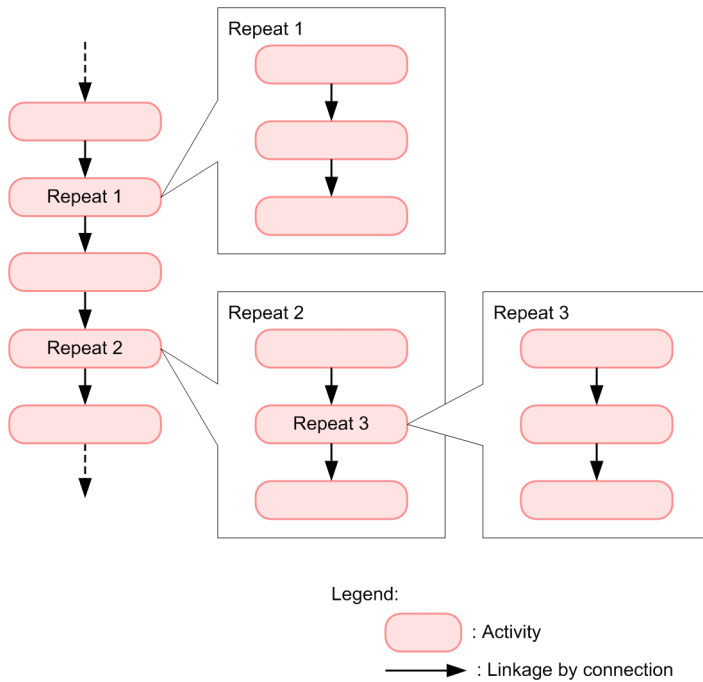 Repeat 1
Repeat 1
Repeat 2
Repeat 2
Repeat 3
Repeat 3
Legend:
: Activity
: Linkage by connection